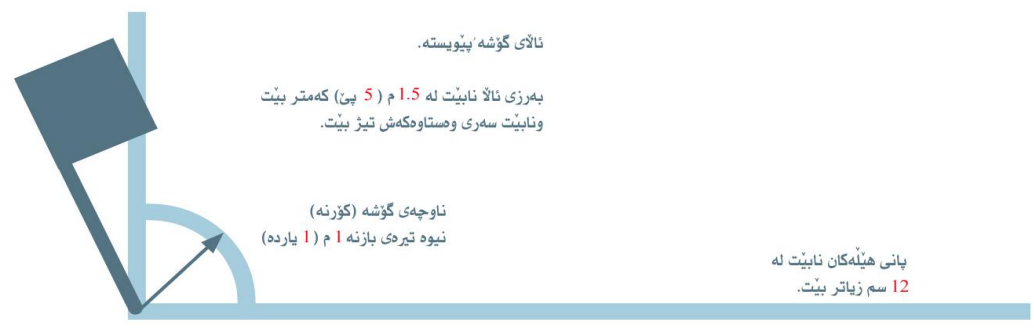 ئاڵای گۆشە پێویستە.
بەرزی ئاڵا نابێت لە 1.5 م ( 5 پێ) کەمتر بێت
ونابێت سەری وەستاوەکەش تیژ بێت.
ناوچەی گۆشە (کۆرنە)
نیوە تیرەی بازنە 1 م (1 یاردە)
پانی هێڵەکان نابێت لە
12 سم زیاتر بێت.